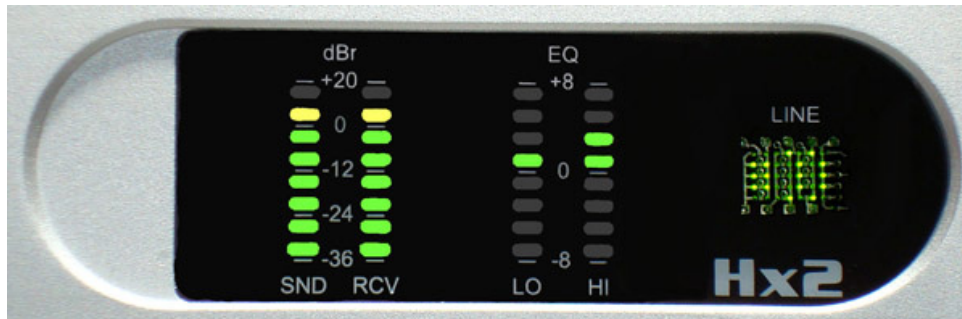 dBr
+20
0
-12
-24
-36
SND RCV
EQ
+8
0
-8
LO HI
LINE
Hx2